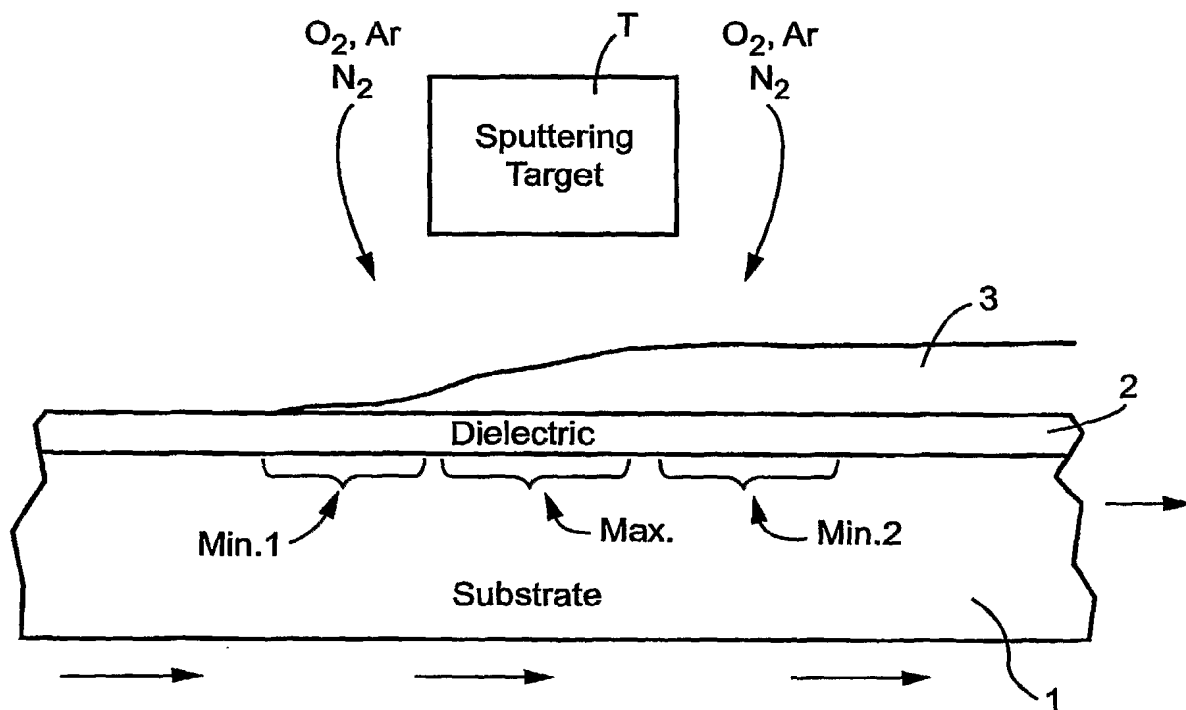 T
O2, Ar
N2
O2, Ar
N2
Sputtering
Target
3
2
Dielectric
Min.1
Max.
Min.2
Substrate
1